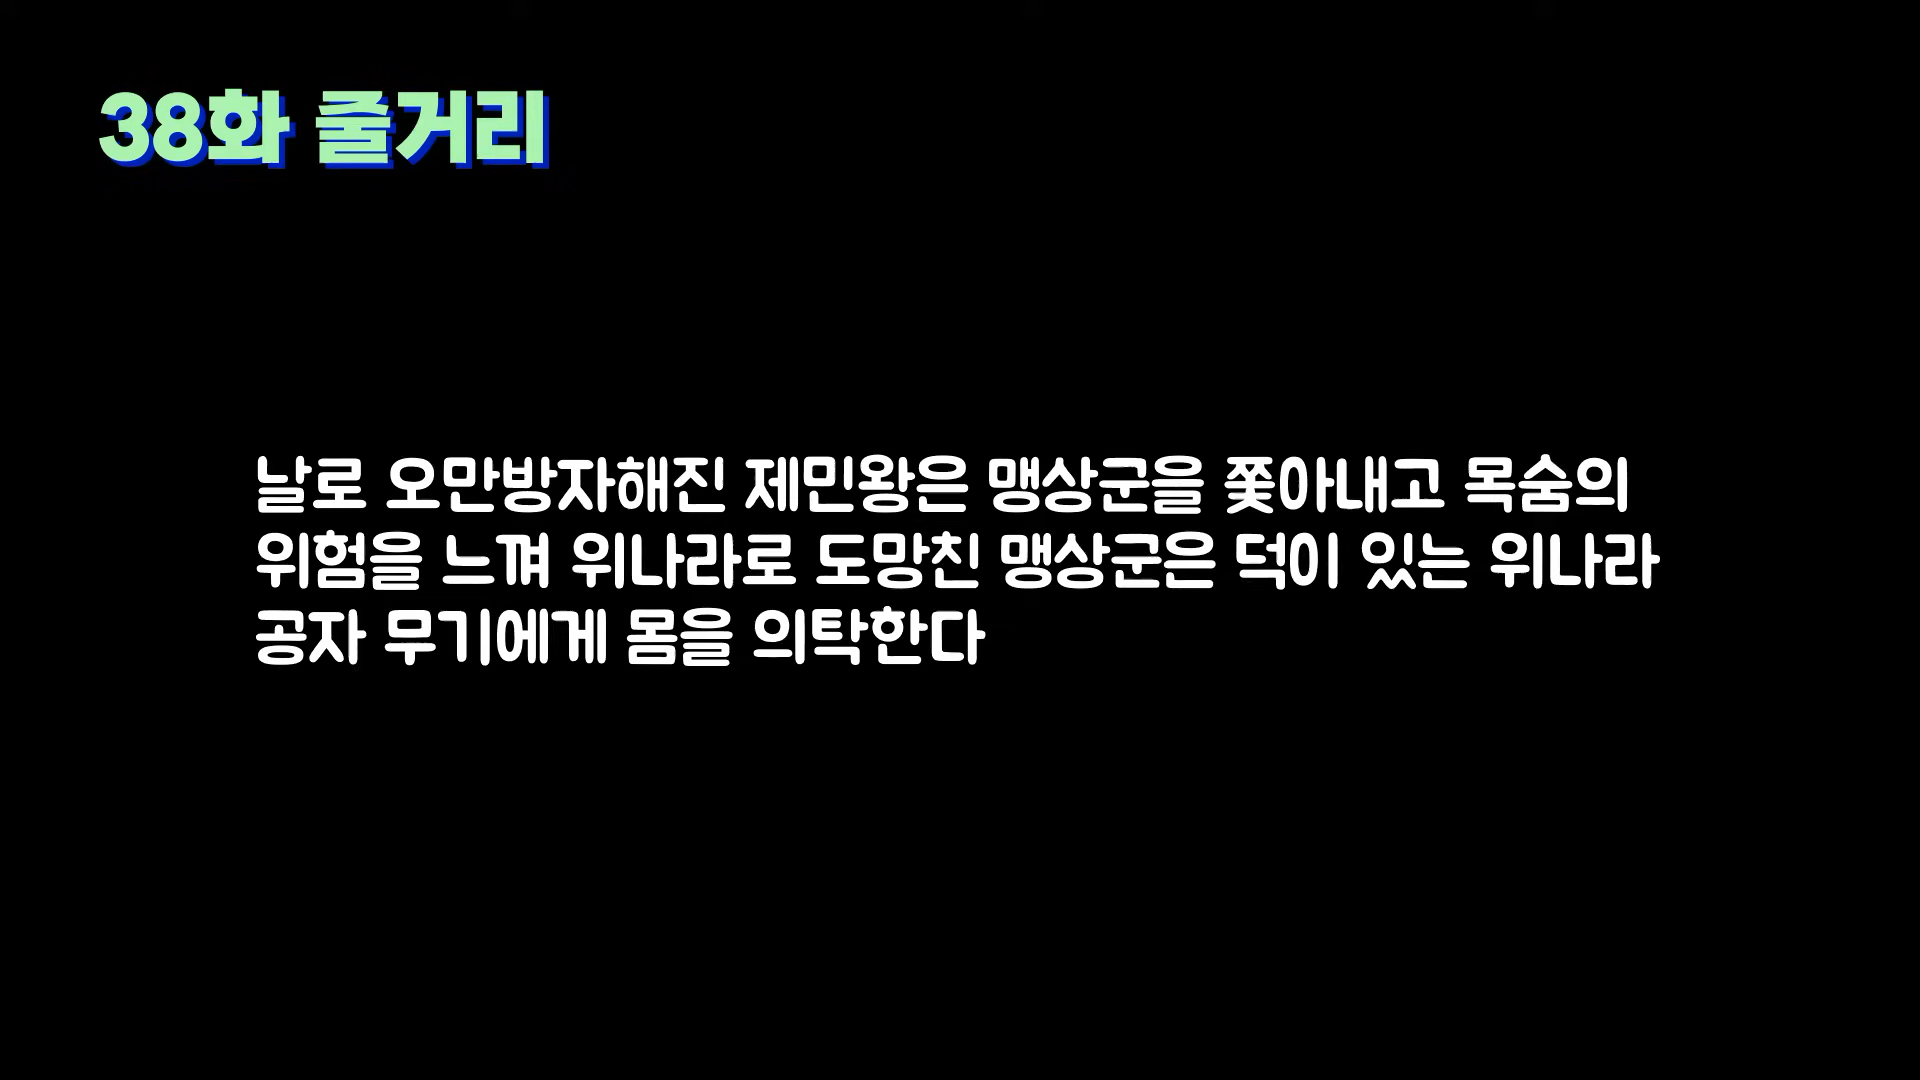 38화 줄거리
날로 오만방자해진 제민왕은 맹상군을 쫓아내고 목숨의
위험을 느껴 위나라로 도망친 맹상군은 덕이 있는 위나라
공자 무기에게 몸을 의탁한다